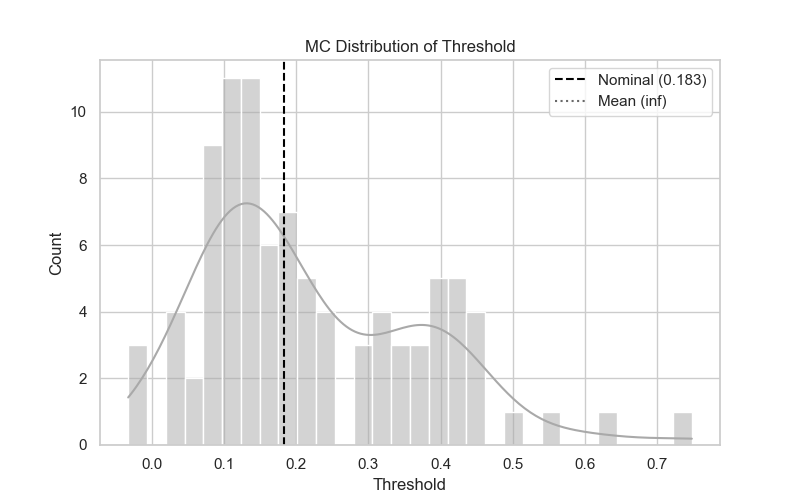 MC Distribution of Threshold
Nominal (0.183)
Mean (inf)
Count
10
8
6
4
2
0
0.0 0.1 0.2 0.3 0.4 0.5 0.6 0.7
Threshold